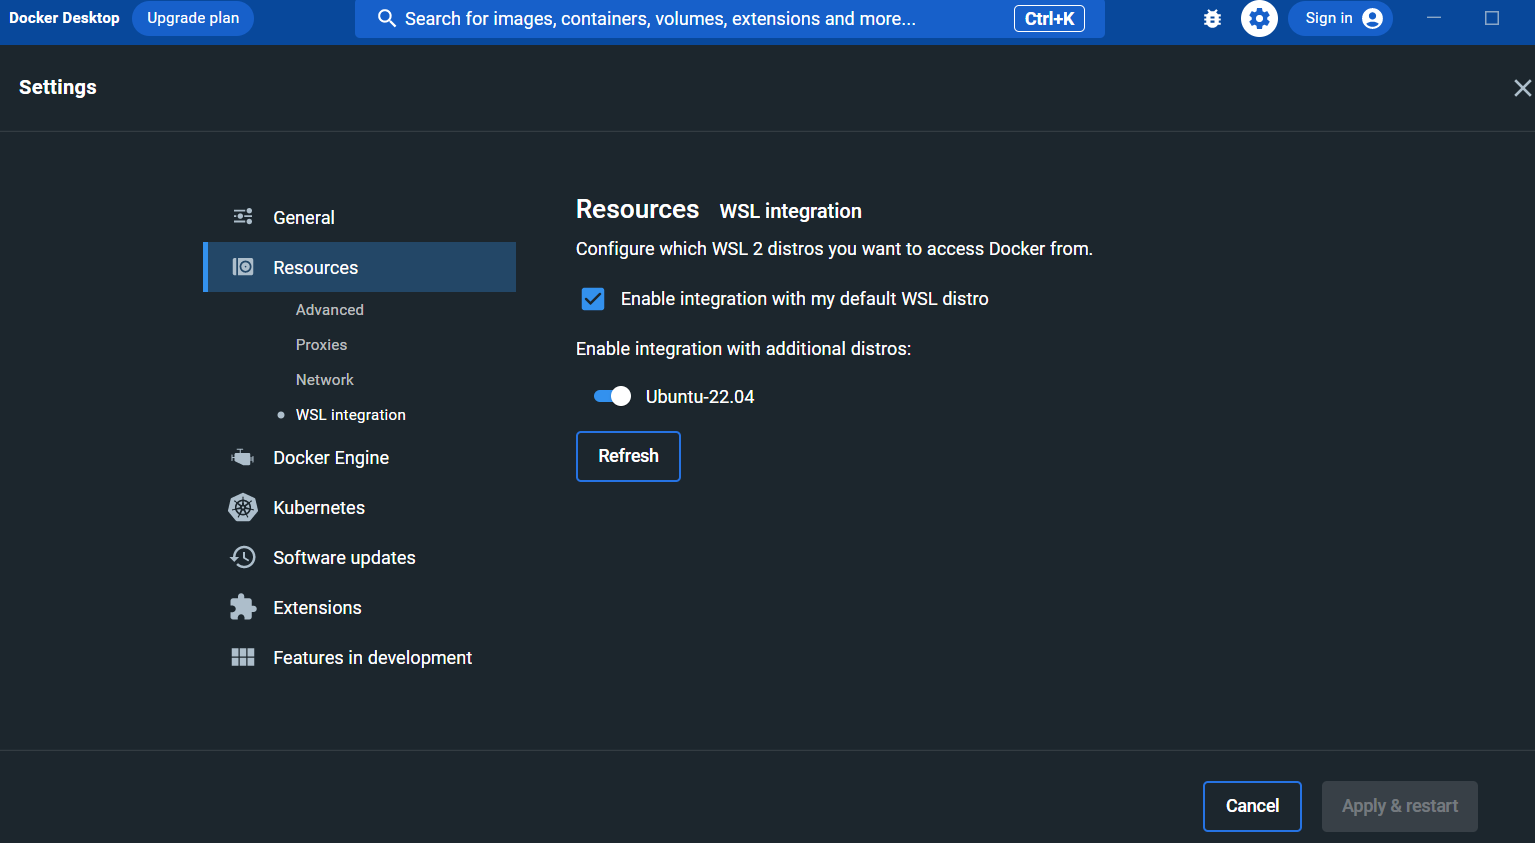 Docker Desktop
Upgrade plan
Search for images, containers, volumes, extensions and more...
Ctrl+K
Sign in
Settings
General
Resources
Advanced
Proxies
Network
WSL integration
Docker Engine
Kubernetes
Software updates
Extensions
Features in development
Resources WSL integration
Configure which WSL 2 distros you want to access Docker from.
Enable integration with my default WSL distro
Enable integration with additional distros:
Ubuntu-22.04
Refresh
Cancel
Apply & restart